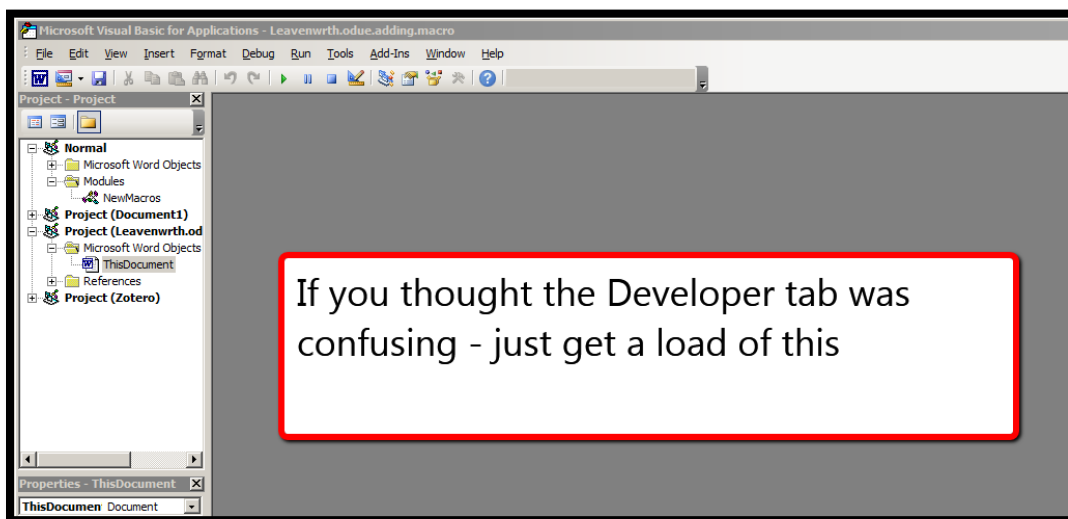 Microsoft Visual Basic for Applications - Leavenwrth.odue.adding.macro
File Edit View Insert Format Debug Run Tools Add-Ins Window Help
Project - Project
Normal
Microsoft Word Objects
Modules
NewMacros
Project (Document1)
Project (Leavenwrth.od
Microsoft Word Objects
ThisDocument
References
Project (Zotero)
If you thought the Developer tab was
confusing - just get a load of this
Properties - ThisDocument
ThisDocumen Document